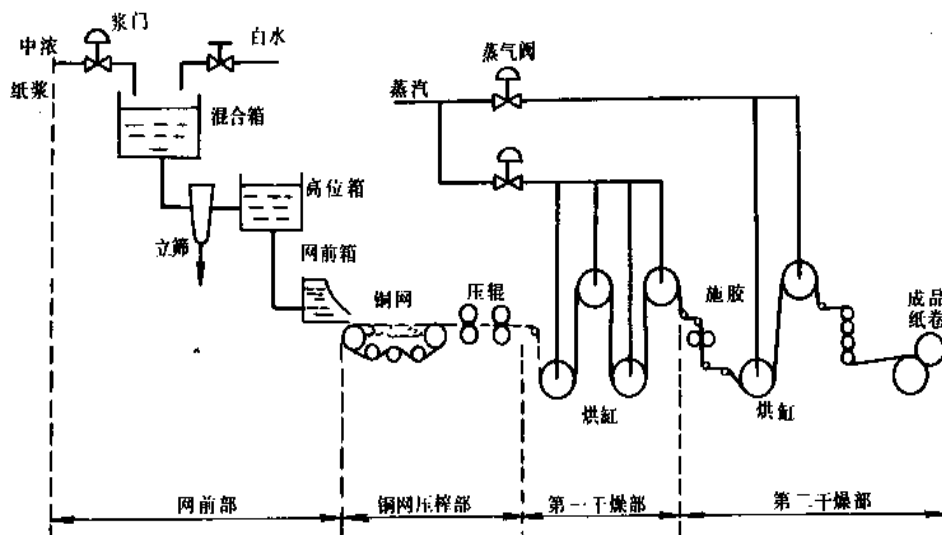 浆门
中浓
白水
纸浆
混合箱
蒸气阀
蒸汽
高位箱
立筛
网前箱
铜网
压辊
施胶
成品
纸卷
烘缸
烘缸
网前部
铜网压榨部
第一干燥部
第二干燥部